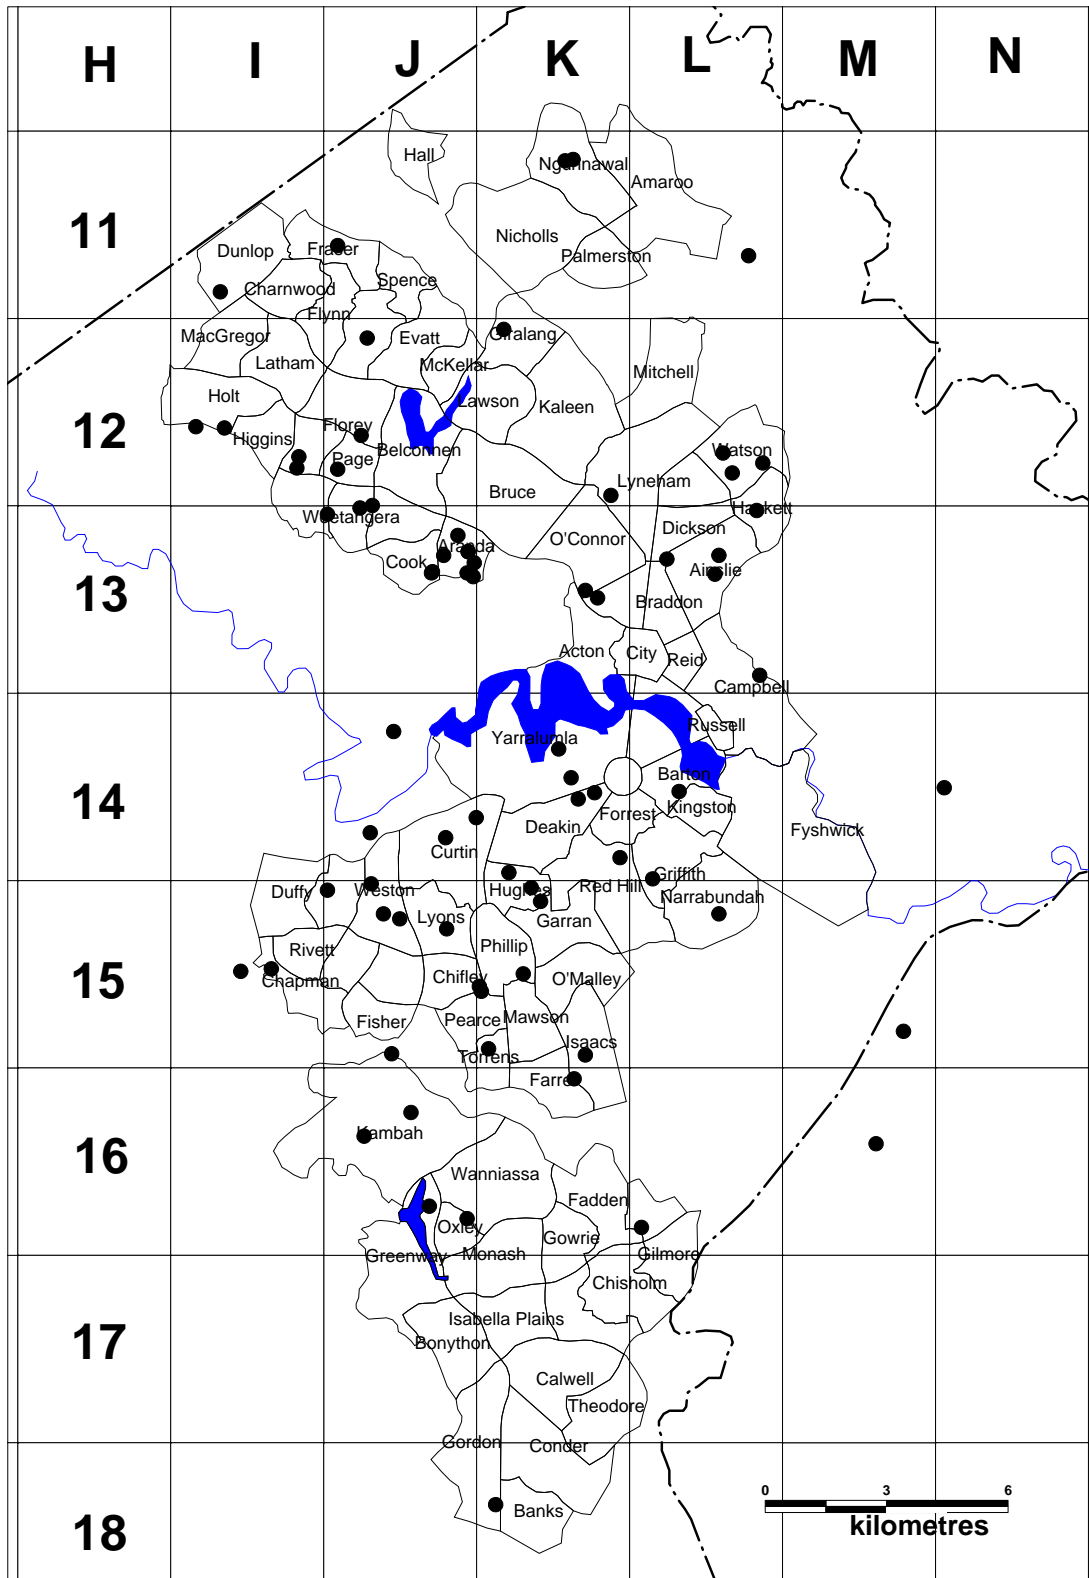 H I J K L M N
Hall
Ngunnawal
Amaroo
11
Nicholls
Dunlop
Fraser
Palmerston
Spence
Charnwood
Flynn
MacGregor
Evatt
Giralang
Latham
McKellar
Mitchell
Holt
Lawson
Kaleen
12
Florey
Higgins
Belconnen
Watson
Page
Lyneham
Bruce
Hackett
Weetangera
Dickson
O'Connor
Aranda
Cook
Ainslie
13
Braddon
Acton
City
Reid
Campbell
Russell
Yarralumla
Barton
14
Kingston
Forrest
Deakin
Fyshwick
Curtin
Griffith
Duffy
Weston
Hughes
Red Hill
Narrabundah
Lyons
Garran
Phillip
Rivett
15
Chapman
Chifley
O'Malley
Fisher
Pearce
Mawson
Isaacs
Torrens
Farrer
Kambah
16
Wanniassa
Fadden
Oxley
Gowrie
Greenway
Monash
Gilmore
Chisholm
17
Isabella Plains
Bonython
Calwell
Theodore
Gordon
Conder
0 3 6
Banks
18
kilometres